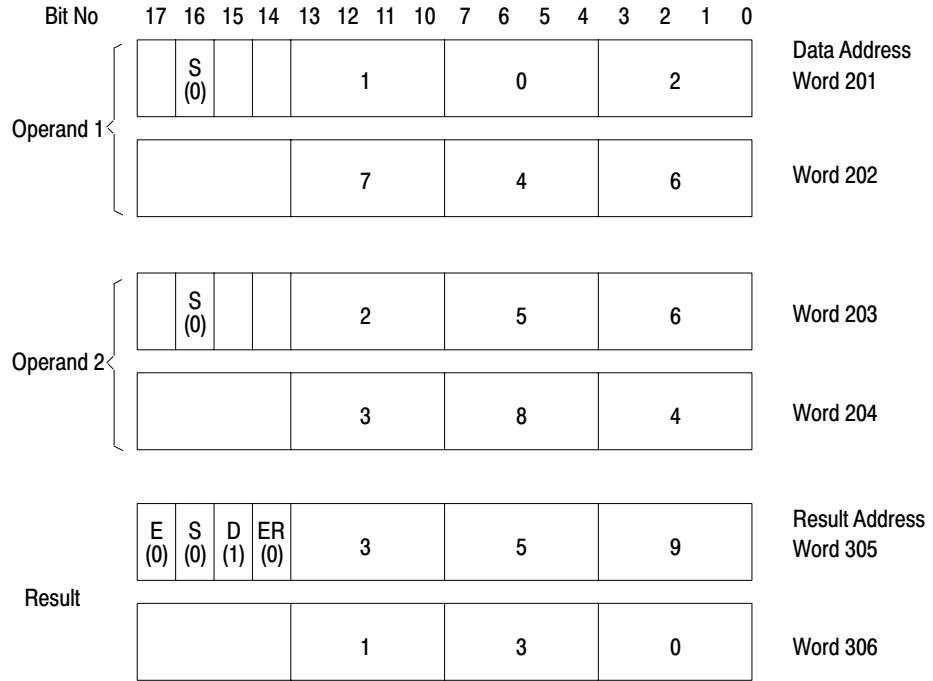 Bit No 17 16 15 14 13 12 11 10 7 6 5 4 3 2 1 0
Data Address
S
(0)
1 0 2
Word 201
Operand 1
7 4 6
Word 202
S
(0)
2 5 6
Word 203
Operand 2
3 8 4
Word 204
Result Address
E S D ER
(0) (0) (1) (0)
3 5 9
Word 305
Result
1 3 0
Word 306